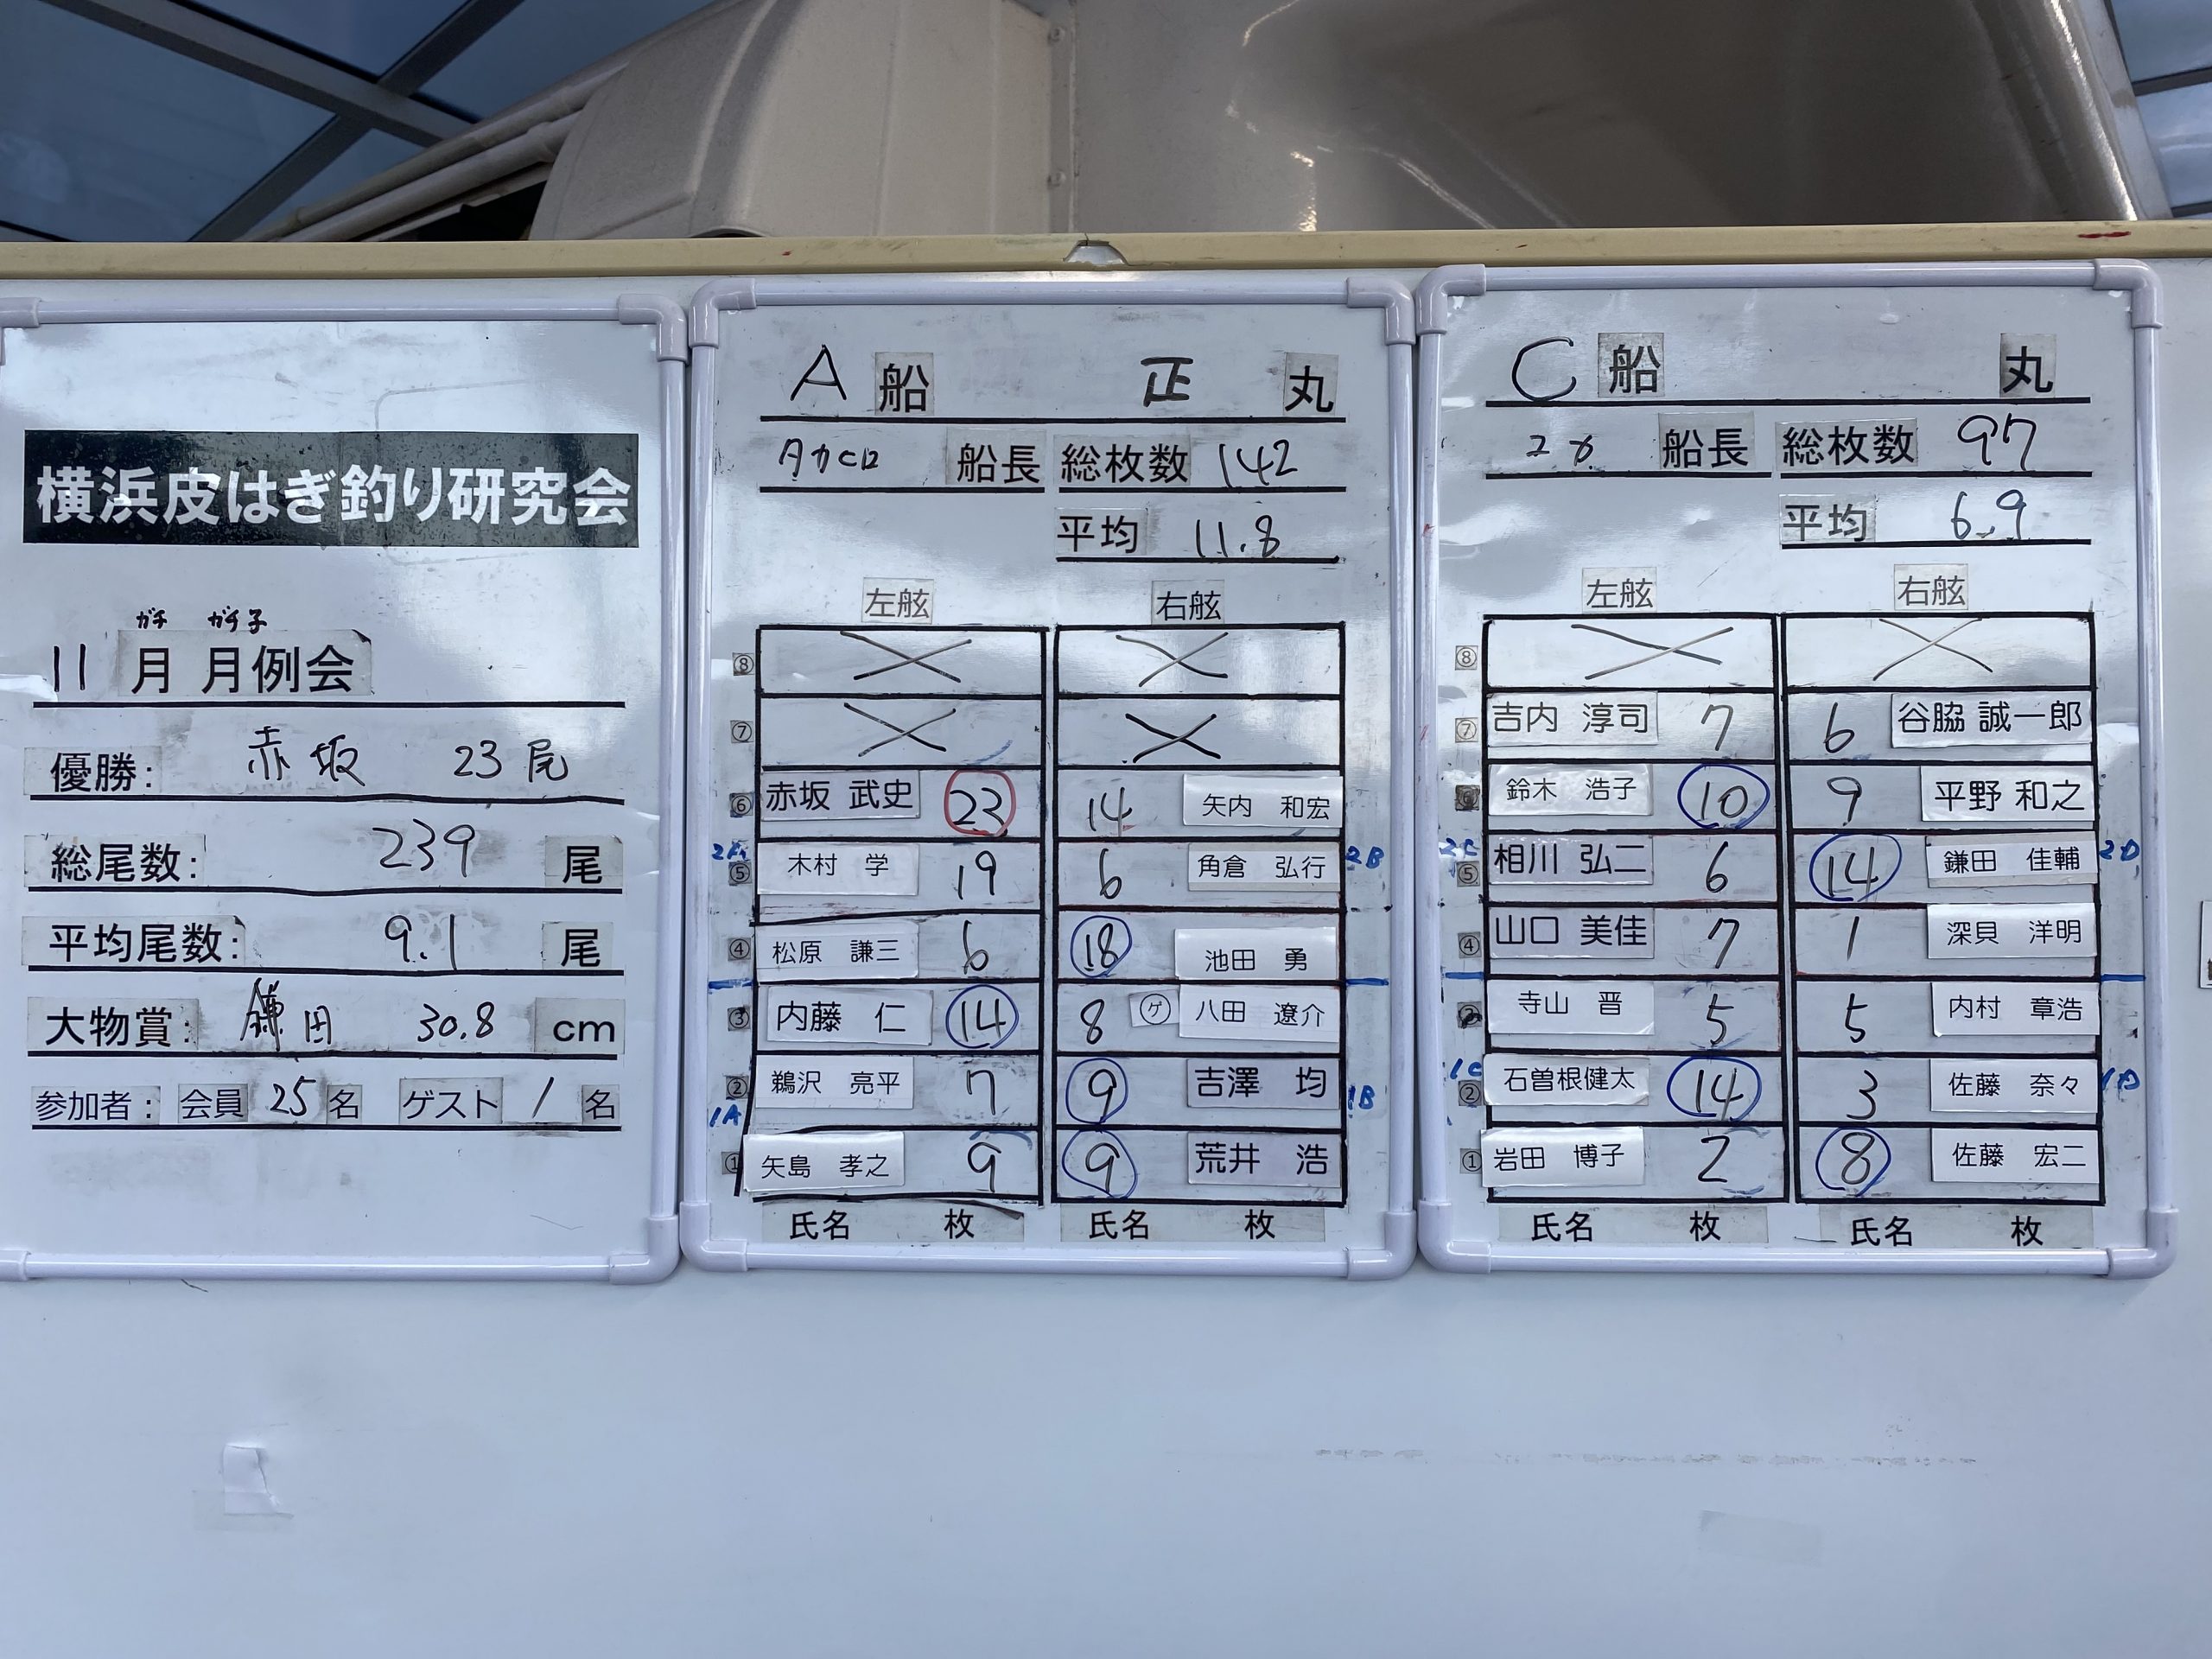 横浜皮はぎ釣り研究会
ガチ ガチ子
11 月 月例会
優勝: 赤坂 23尾
総尾数: 239 尾
平均尾数: 9.1 尾
大物賞: 鎌田 30.8 cm
参加者: 会員 25 名 ゲスト 1 名
A 船 正 丸
船長 総枚数 142
平均 11.8
左舷 右舷
⑧
⑦
⑥ 赤坂 武史 23 14 矢内 和宏
2A ⑤ 木村 学 19 6 角倉 弘行 2B
④ 松原 謙三 6 18 池田 勇
③ 内藤 仁 14 8 ゲ 八田 遼介
1A ② 鵜沢 亮平 7 9 吉澤 均 1B
① 矢島 孝之 9 9 荒井 浩
氏名 枚 氏名 枚
C 船 丸
船長 総枚数 97
平均 6.9
左舷 右舷
⑧
⑦ 吉内 淳司 7 6 谷脇 誠一郎
⑥ 鈴木 浩子 10 9 平野 和之
2C ⑤ 相川 弘二 6 14 鎌田 佳輔 2D
④ 山口 美佳 7 1 深貝 洋明
③ 寺山 晋 5 5 内村 章浩
1C ② 石曽根健太 14 3 佐藤 奈々 1D
① 岩田 博子 2 8 佐藤 宏二
氏名 枚 氏名 枚